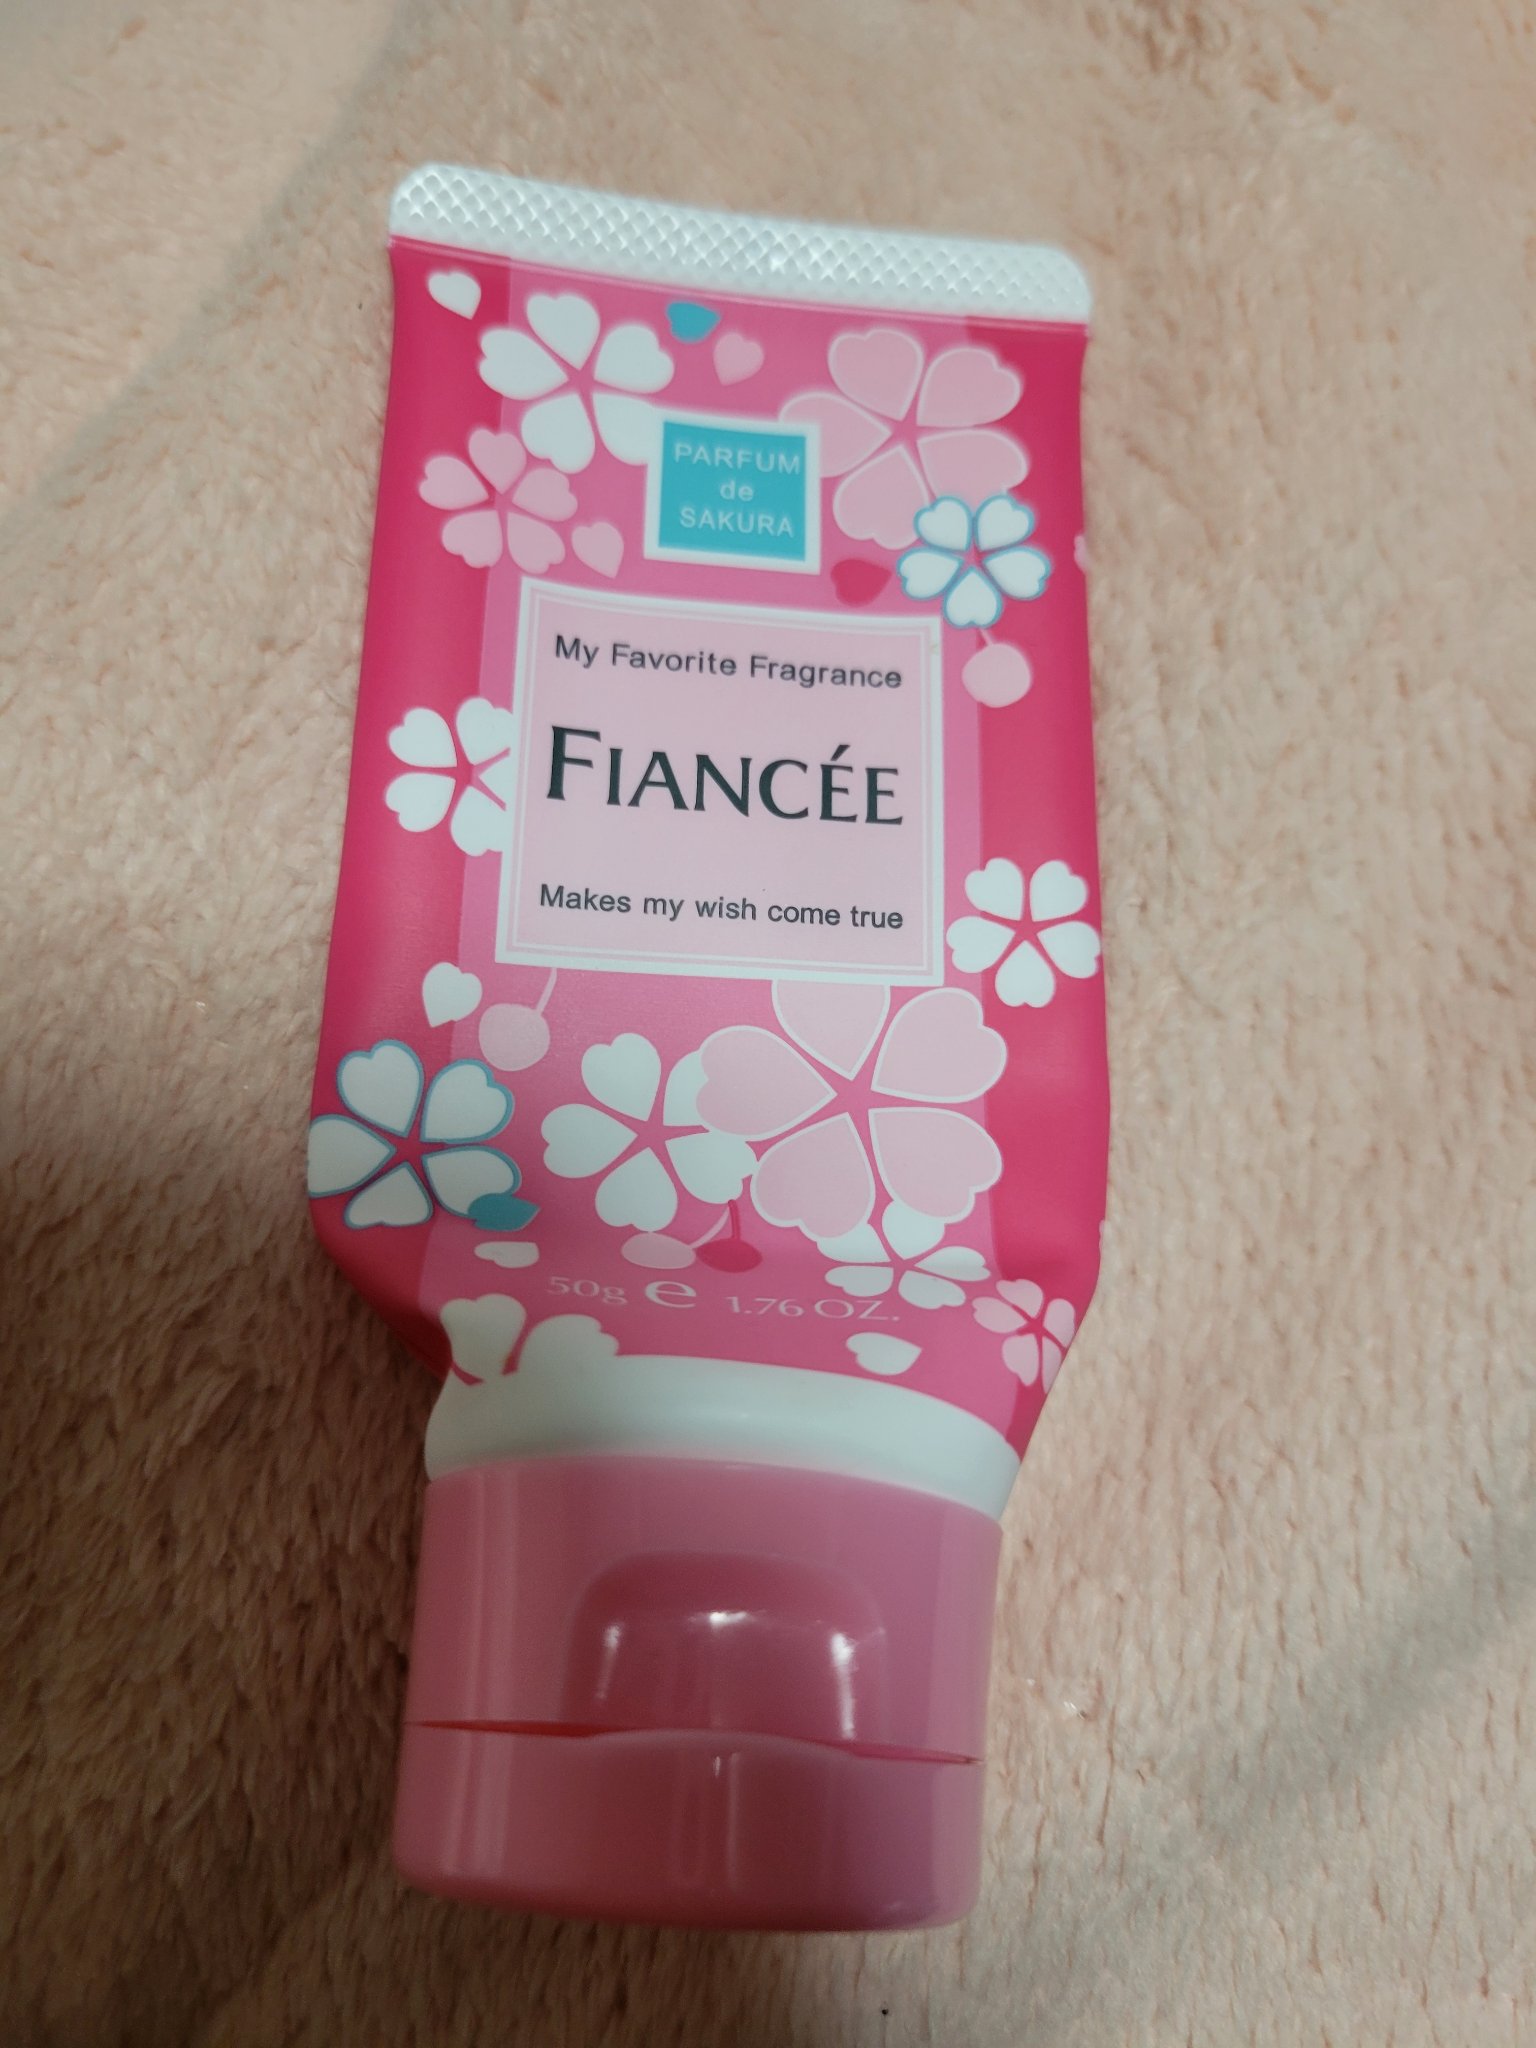 PARFUM
de
SAKURA
My Favorite Fragrance
FIANCÉE
Makes my wish come true
50g e 1.76 OZ.